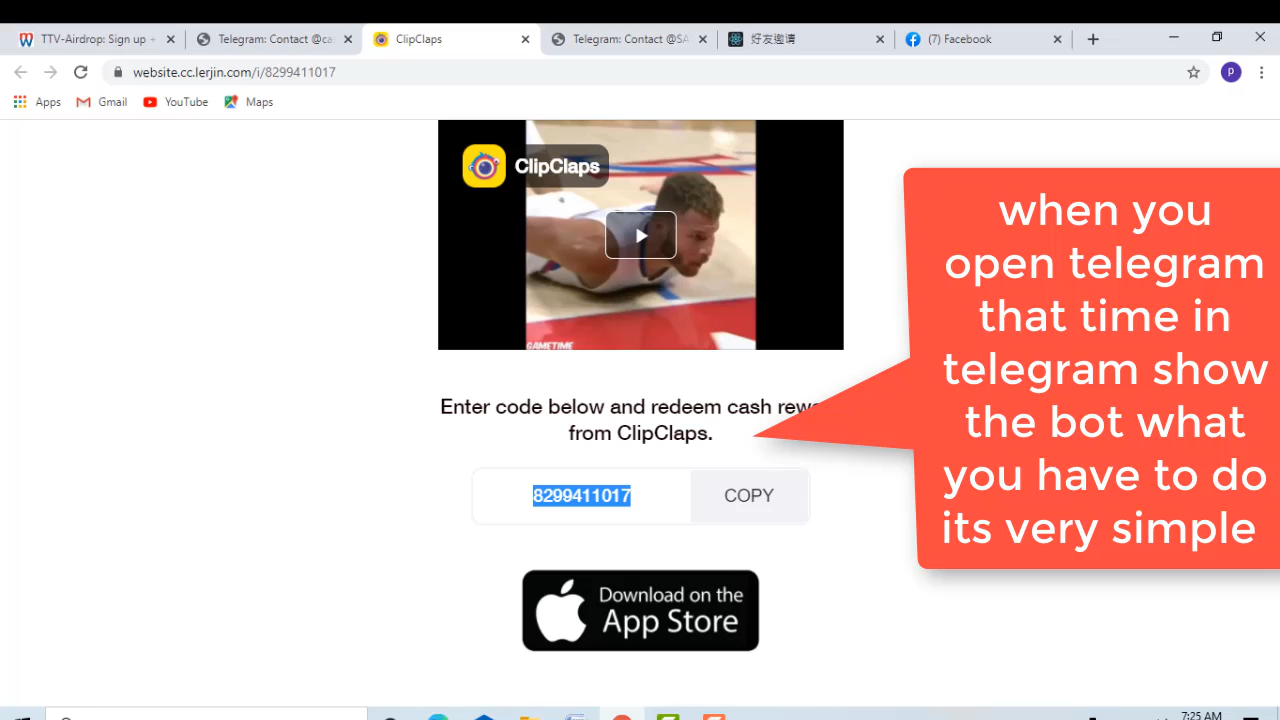 TTV-Airdrop: Sign up
Telegram: Contact @ca
ClipClaps
Telegram: Contact @SA
好友邀请
(7) Facebook
website.cc.lerjin.com/i/8299411017
P
Apps
Gmail
YouTube
Maps
ClipClaps
GAMETIME
Enter code below and redeem cash rew
from ClipClaps.
8299411017
COPY
Download on the
App Store
when you
open telegram
that time in
telegram show
the bot what
you have to do
its very simple
7:25 AM